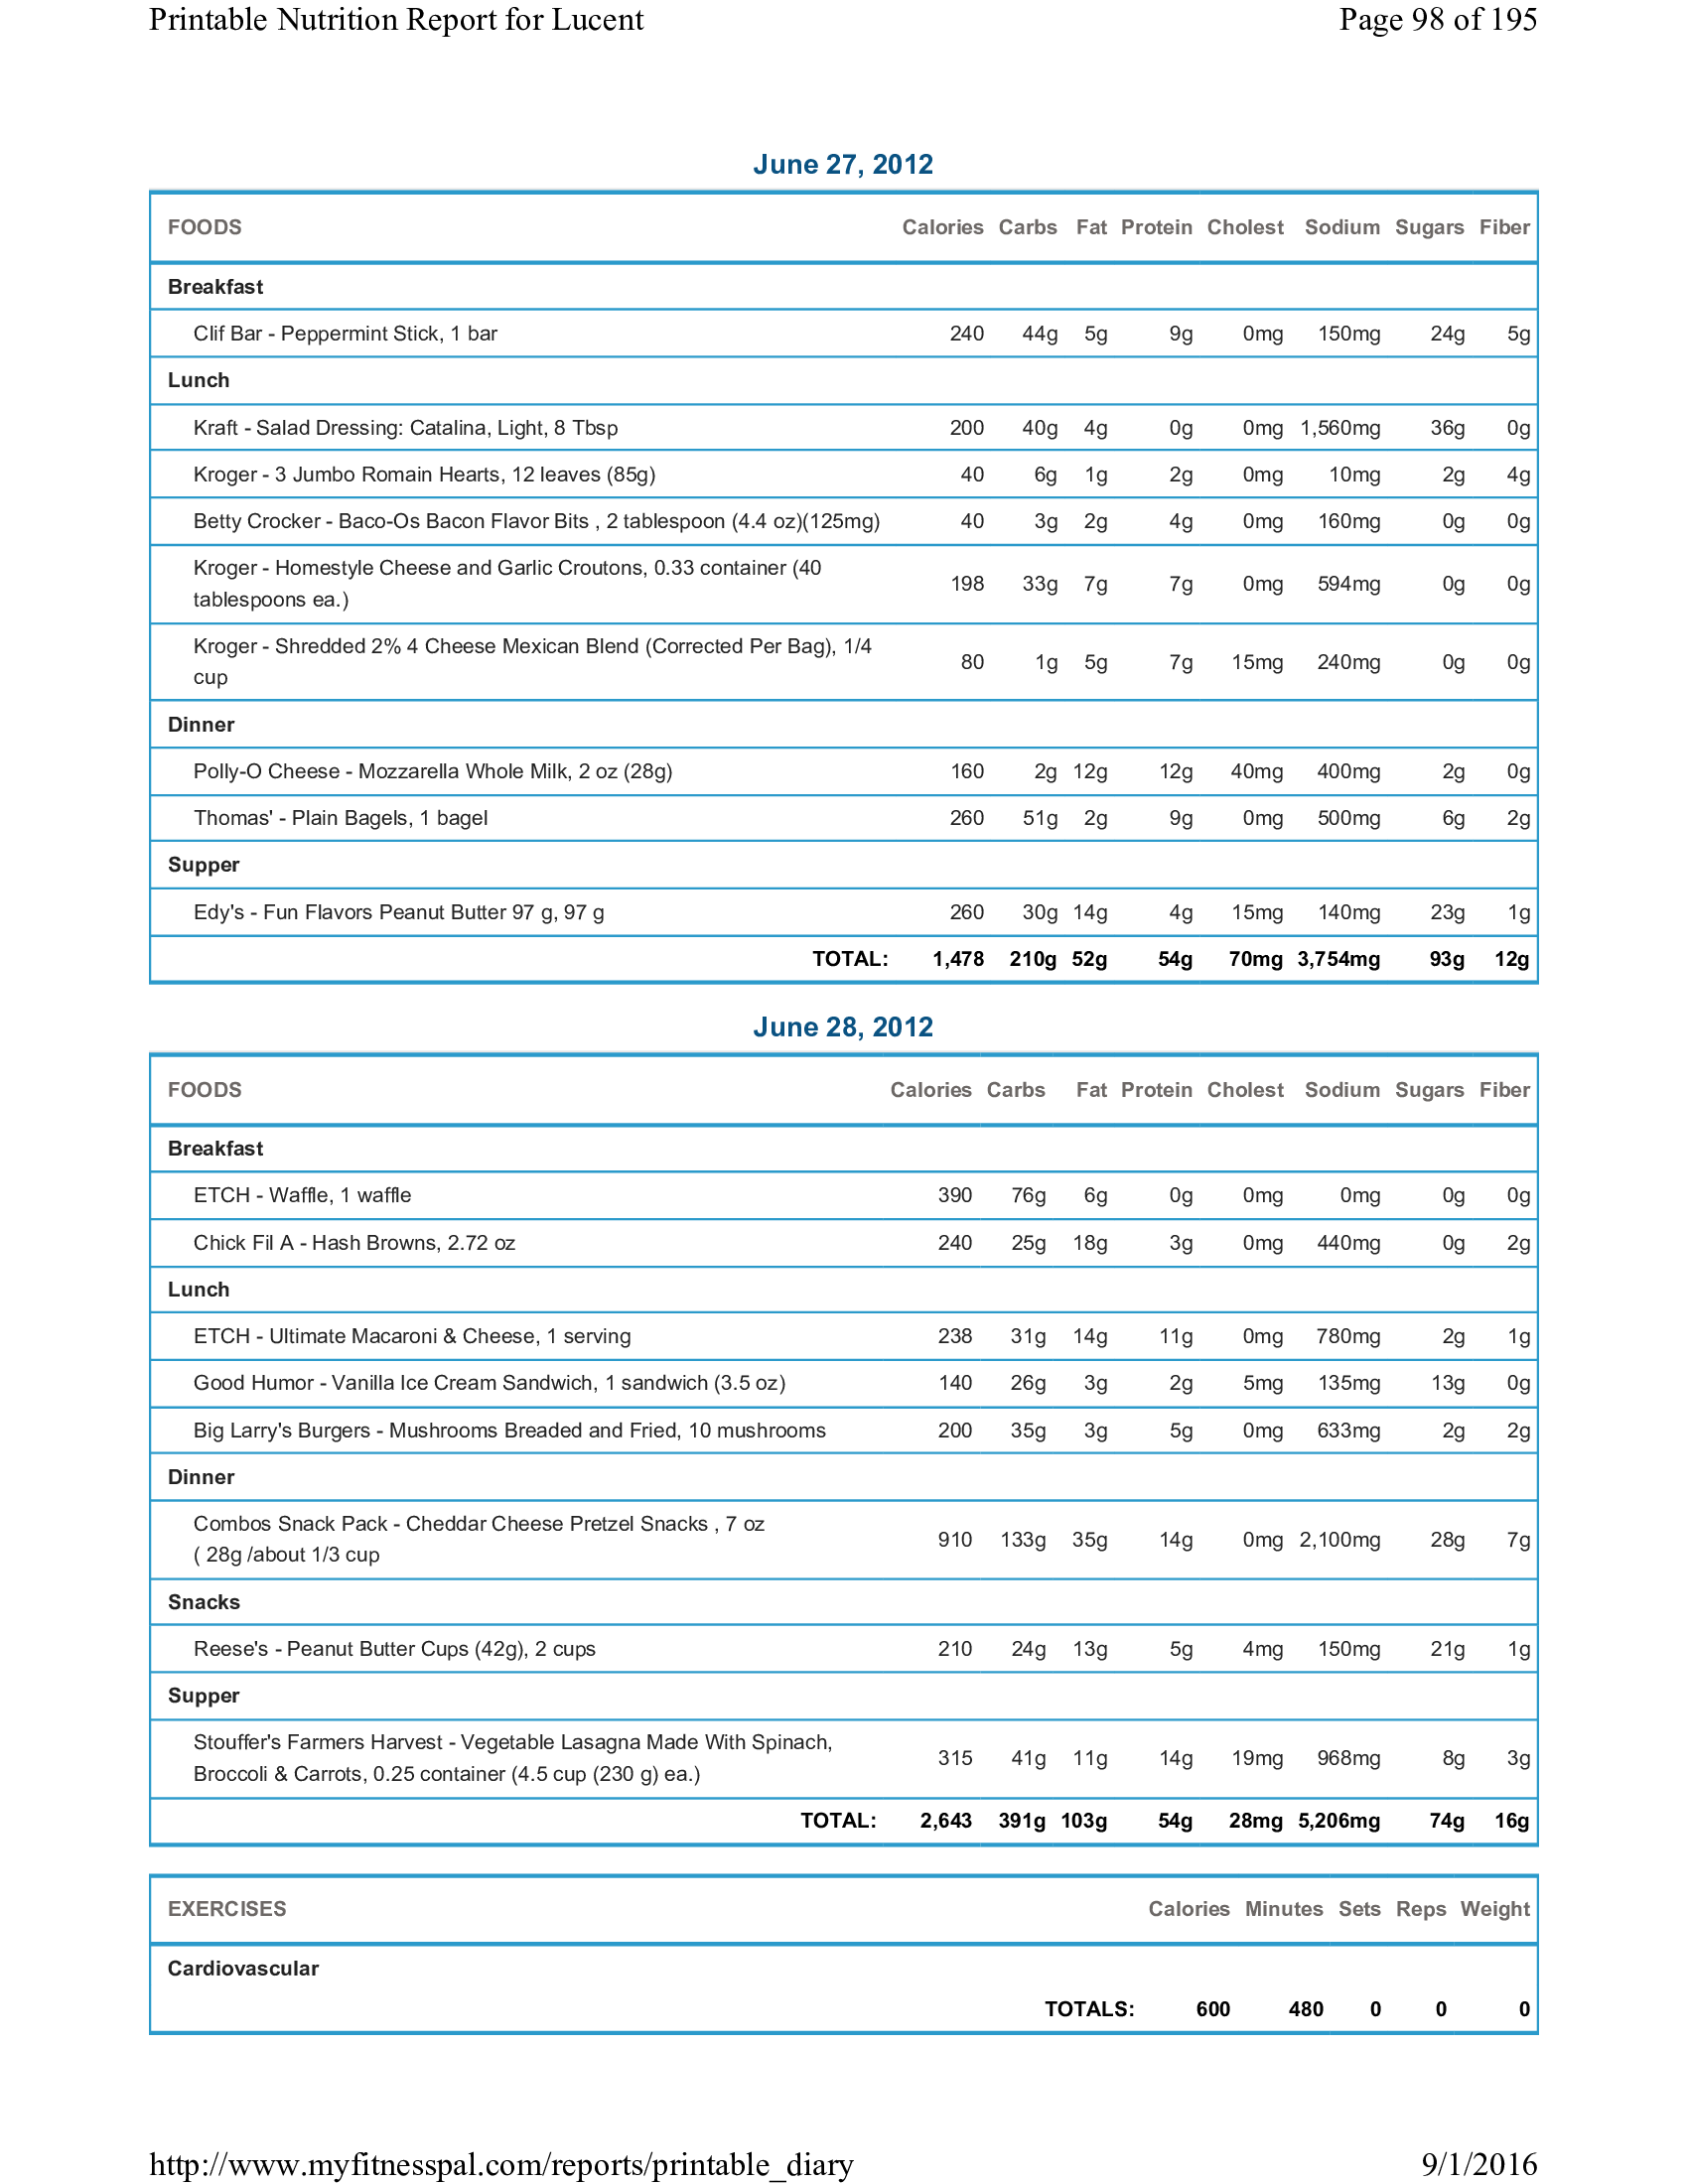 Printable Nutrition Report for Lucent Page 98 of 195
June 27, 2012
FOODS Calories Carbs Fat Protein Cholest Sodium Sugars Fiber
Breakfast
Clif Bar - Peppermint Stick, 1 bar 240 44g 5g 9g 0mg 150mg 24g 5g
Lunch
Kraft - Salad Dressing: Catalina, Light, 8 Tbsp 200 40g 4g 0g 0mg 1,560mg 36g 0g
Kroger - 3 Jumbo Romain Hearts, 12 leaves (85g) 40 6g 1g 2g 0mg 10mg 2g 4g
Betty Crocker - Baco-Os Bacon Flavor Bits , 2 tablespoon (4.4 oz)(125mg) 40 3g 2g 4g 0mg 160mg 0g 0g
Kroger - Homestyle Cheese and Garlic Croutons, 0.33 container (40
tablespoons ea.) 198 33g 7g 7g 0mg 594mg 0g 0g
Kroger - Shredded 2% 4 Cheese Mexican Blend (Corrected Per Bag), 1/4
cup 80 1g 5g 7g 15mg 240mg 0g 0g
Dinner
Polly-O Cheese - Mozzarella Whole Milk, 2 oz (28g) 160 2g 12g 12g 40mg 400mg 2g 0g
Thomas' - Plain Bagels, 1 bagel 260 51g 2g 9g 0mg 500mg 6g 2g
Supper
Edy's - Fun Flavors Peanut Butter 97 g, 97 g 260 30g 14g 4g 15mg 140mg 23g 1g
TOTAL: 1,478 210g 52g 54g 70mg 3,754mg 93g 12g
June 28, 2012
FOODS Calories Carbs Fat Protein Cholest Sodium Sugars Fiber
Breakfast
ETCH - Waffle, 1 waffle 390 76g 6g 0g 0mg 0mg 0g 0g
Chick Fil A - Hash Browns, 2.72 oz 240 25g 18g 3g 0mg 440mg 0g 2g
Lunch
ETCH - Ultimate Macaroni & Cheese, 1 serving 238 31g 14g 11g 0mg 780mg 2g 1g
Good Humor - Vanilla Ice Cream Sandwich, 1 sandwich (3.5 oz) 140 26g 3g 2g 5mg 135mg 13g 0g
Big Larry's Burgers - Mushrooms Breaded and Fried, 10 mushrooms 200 35g 3g 5g 0mg 633mg 2g 2g
Dinner
Combos Snack Pack - Cheddar Cheese Pretzel Snacks , 7 oz
( 28g /about 1/3 cup 910 133g 35g 14g 0mg 2,100mg 28g 7g
Snacks
Reese's - Peanut Butter Cups (42g), 2 cups 210 24g 13g 5g 4mg 150mg 21g 1g
Supper
Stouffer's Farmers Harvest - Vegetable Lasagna Made With Spinach,
Broccoli & Carrots, 0.25 container (4.5 cup (230 g) ea.) 315 41g 11g 14g 19mg 968mg 8g 3g
TOTAL: 2,643 391g 103g 54g 28mg 5,206mg 74g 16g
EXERCISES Calories Minutes Sets Reps Weight
Cardiovascular
TOTALS: 600 480 0 0 0
http://www.myfitnesspal.com/reports/printable_diary 9/1/2016